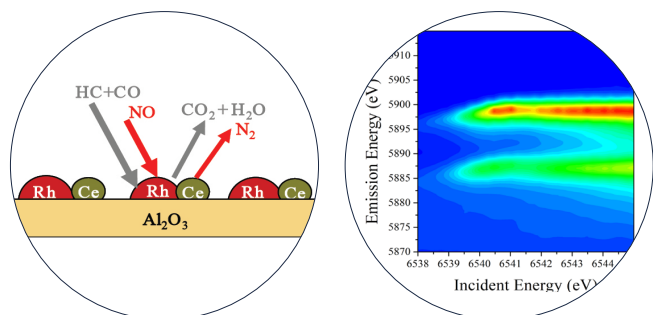 HC+CO
NO
CO₂+H₂O
N₂
Rh Ce Rh Ce Rh Ce
Al₂O₃
Emission Energy (eV)
5910
5905
5900
5895
5890
5885
5880
5875
5870
6538 6539 6540 6541 6542 6543 6544
Incident Energy (eV)